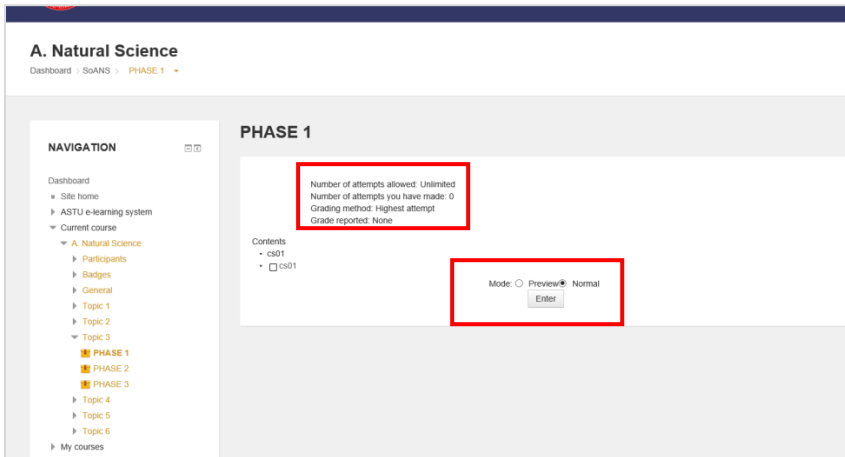 A. Natural Science
Dashboard > SoANS > PHASE 1
NAVIGATION
Dashboard
Site home
ASTU e-learning system
Current course
A. Natural Science
Participants
Badges
General
Topic 1
Topic 2
Topic 3
PHASE 1
PHASE 2
PHASE 3
Topic 4
Topic 5
Topic 6
My courses
PHASE 1
Number of attempts allowed: Unlimited
Number of attempts you have made: 0
Grading method: Highest attempt
Grade reported: None
Contents
• cs01
• cs01
Mode: Preview Normal
Enter